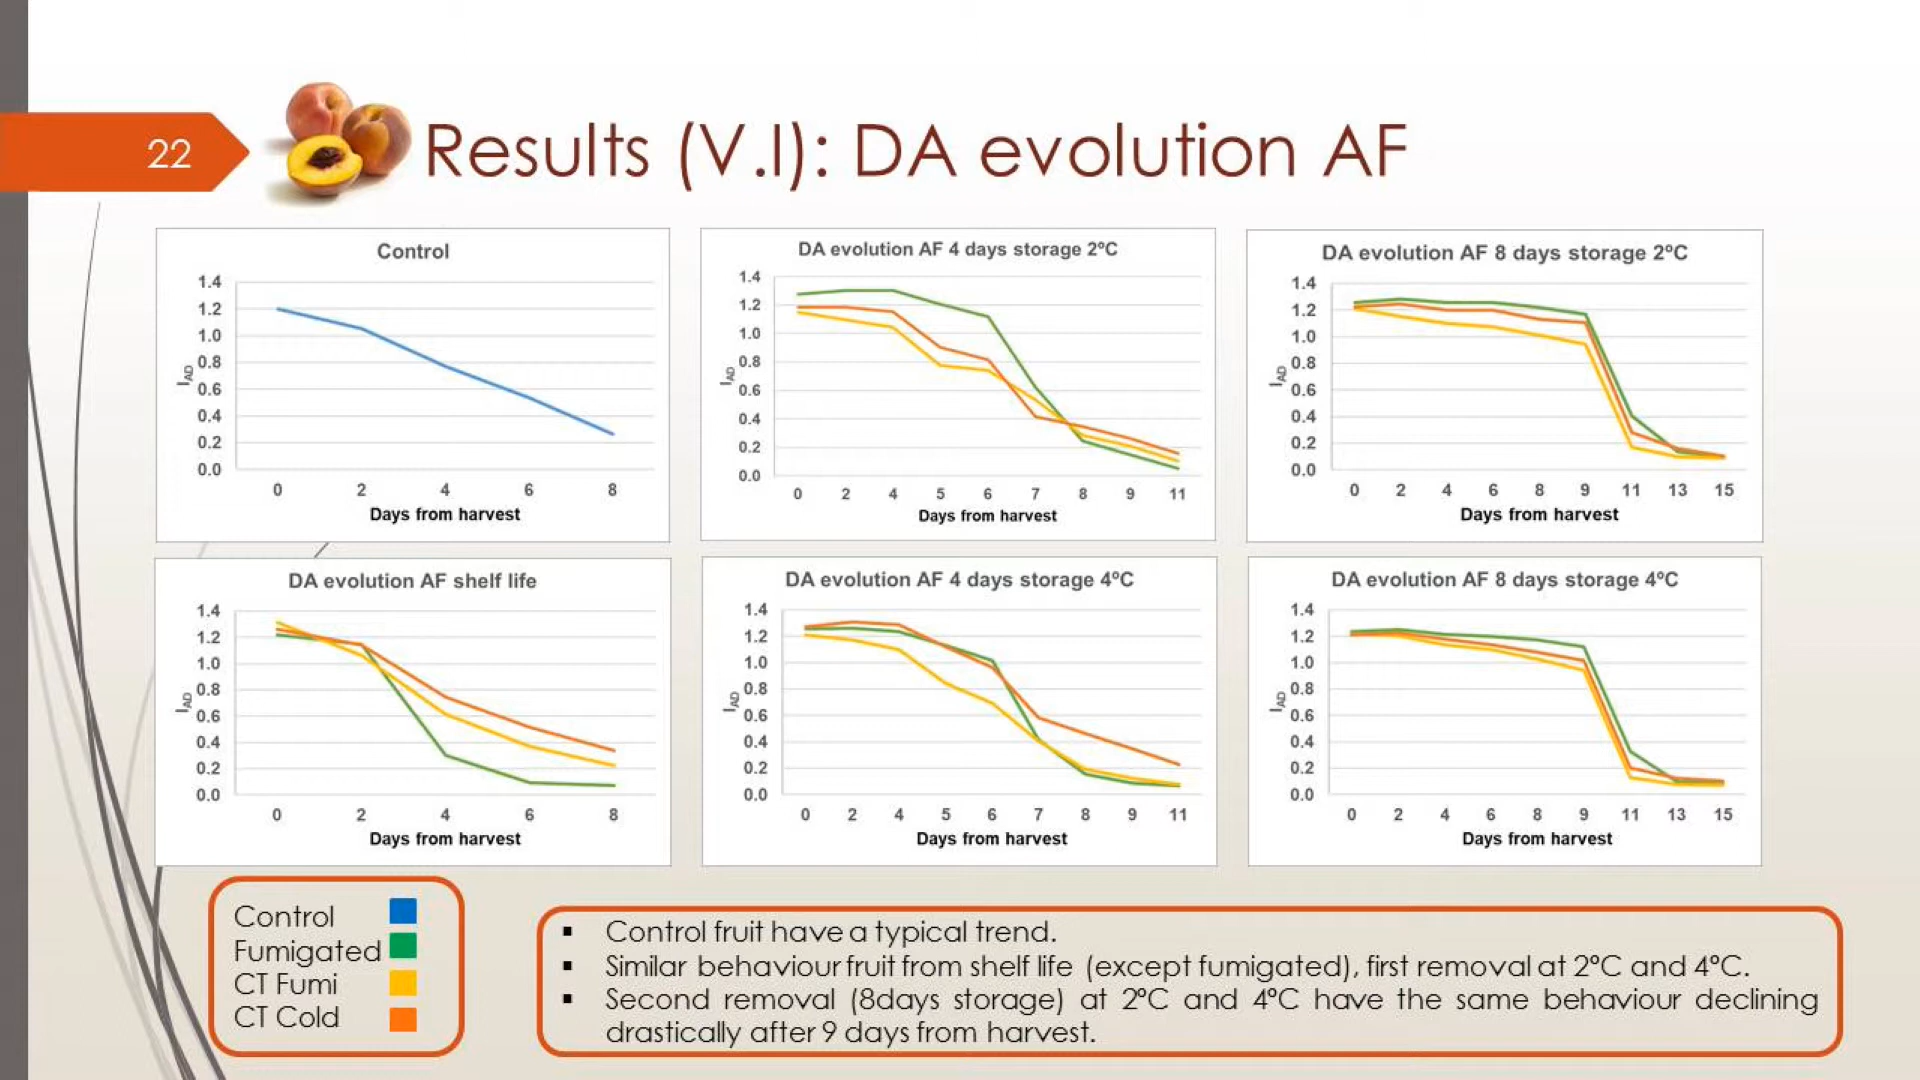 22
Results (V.I): DA evolution AF
Control
1.4
1.2
1.0
0.8
0.6
0.4
0.2
0.0
IAD
0 2 4 6 8
Days from harvest
DA evolution AF 4 days storage 2ºC
1.4
1.2
1.0
0.8
0.6
0.4
0.2
0.0
IAD
0 2 4 5 6 7 8 9 11
Days from harvest
DA evolution AF 8 days storage 2ºC
1.4
1.2
1.0
0.8
0.6
0.4
0.2
0.0
IAD
0 2 4 6 8 9 11 13 15
Days from harvest
DA evolution AF shelf life
1.4
1.2
1.0
0.8
0.6
0.4
0.2
0.0
IAD
0 2 4 6 8
Days from harvest
DA evolution AF 4 days storage 4ºC
1.4
1.2
1.0
0.8
0.6
0.4
0.2
0.0
IAD
0 2 4 5 6 7 8 9 11
Days from harvest
DA evolution AF 8 days storage 4ºC
1.4
1.2
1.0
0.8
0.6
0.4
0.2
0.0
IAD
0 2 4 6 8 9 11 13 15
Days from harvest
Control
Fumigated
CT Fumi
CT Cold
▪ Control fruit have a typical trend.
▪ Similar behaviour fruit from shelf life (except fumigated), first removal at 2ºC and 4ºC.
▪ Second removal (8days storage) at 2ºC and 4ºC have the same behaviour declining
drastically after 9 days from harvest.